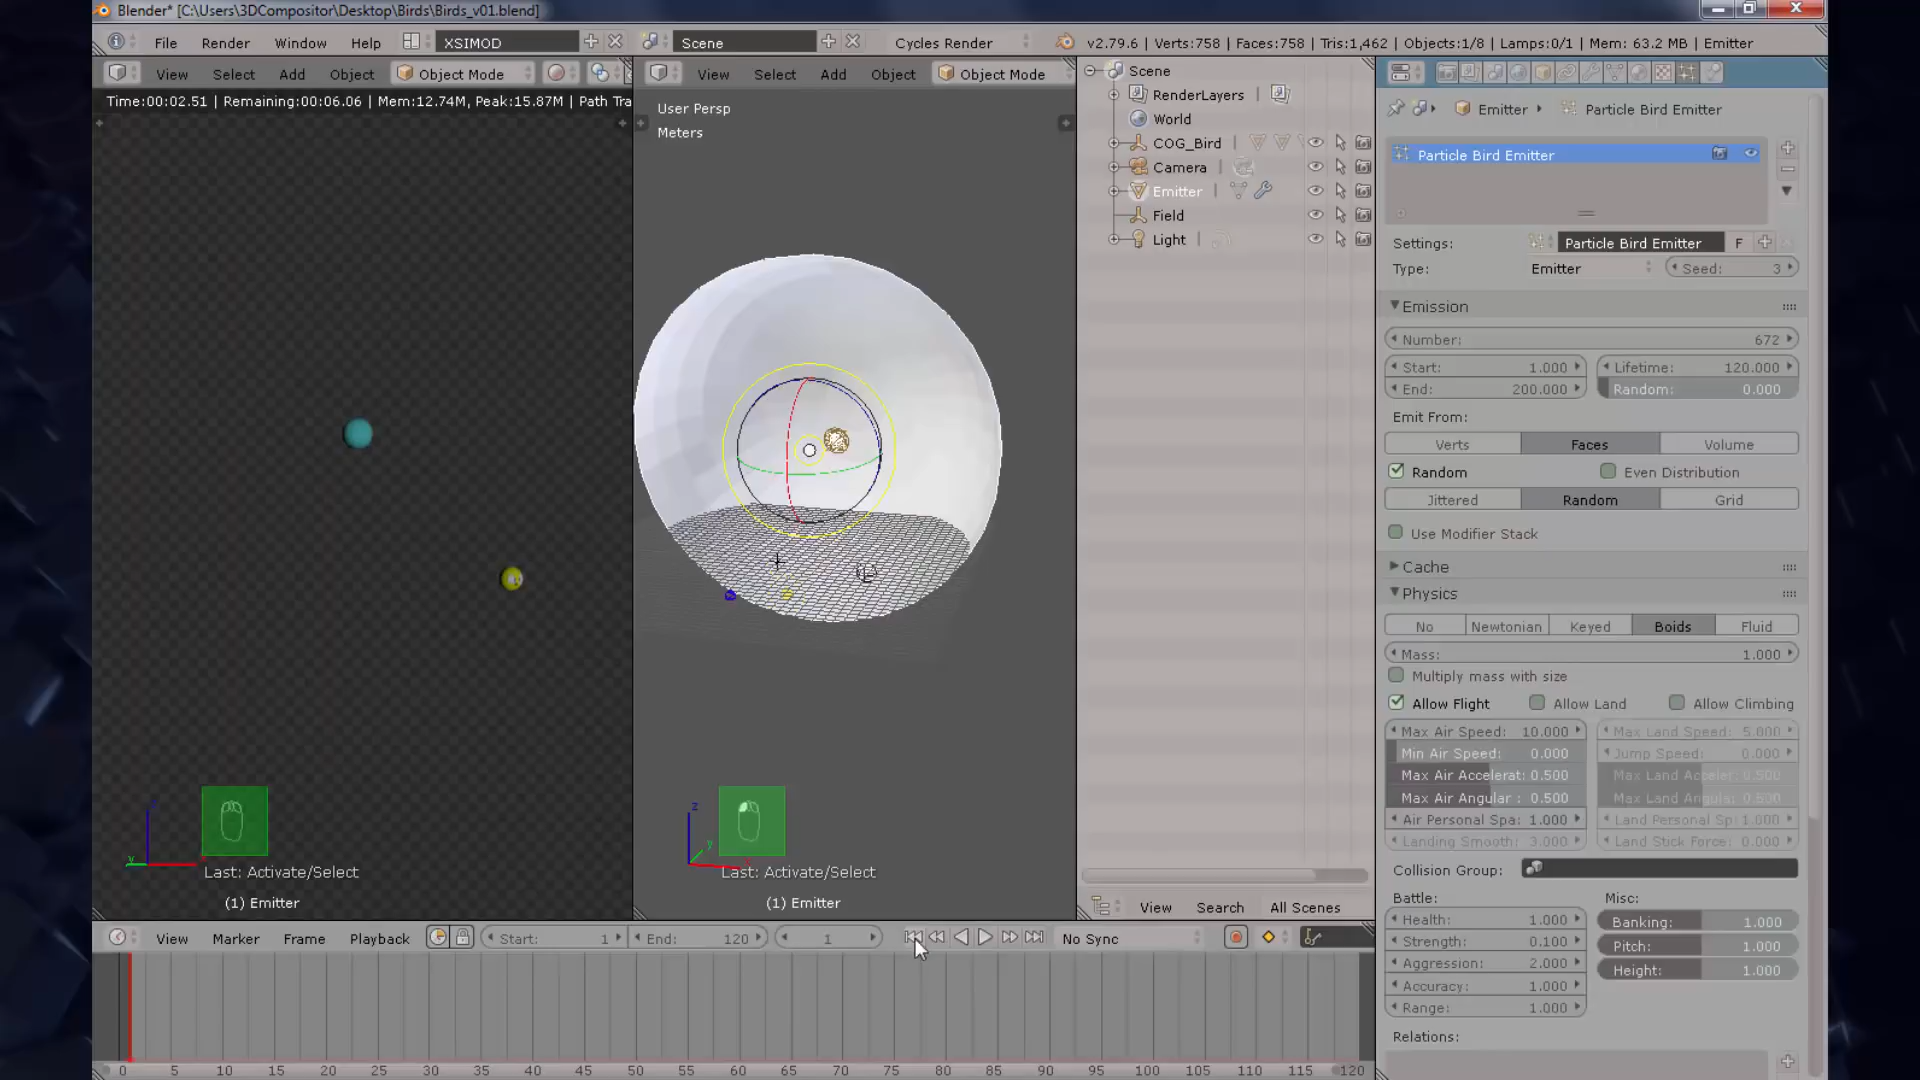 Blender* [C:\Users\3DCompositor\Desktop\Birds\Birds_v01.blend]
File Render Window Help XSIMOD Scene Cycles Render v2.79.6 | Verts:758 | Faces:758 | Tris:1,462 | Objects:1/8 | Lamps:0/1 | Mem: 63.2 MB | Emitter
View Select Add Object Object Mode View Select Add Object Object Mode
Time:00:02.51 | Remaining:00:06.06 | Mem:12.74M, Peak:15.87M | Path Tra
User Persp
Meters
Scene
RenderLayers
World
COG_Bird
Camera
Emitter
Field
Light
Emitter Particle Bird Emitter
Particle Bird Emitter
Settings: Particle Bird Emitter F
Type: Emitter Seed: 3
Emission
Number: 672
Start: 1.000 Lifetime: 120.000
End: 200.000 Random: 0.000
Emit From:
Verts Faces Volume
Random Even Distribution
Jittered Random Grid
Use Modifier Stack
Cache
Physics
No Newtonian Keyed Boids Fluid
Mass: 1.000
Multiply mass with size
Allow Flight Allow Land Allow Climbing
Max Air Speed: 10.000 Max Land Speed: 5.000
Min Air Speed: 0.000 Jump Speed: 0.000
Max Air Accelerat: 0.500 Max Land Acceler: 0.500
Max Air Angular : 0.500 Max Land Angula: 0.500
Air Personal Spa: 1.000 Land Personal Sp: 1.000
Landing Smooth: 3.000 Land Stick Force: 0.000
Collision Group:
Battle: Misc:
Health: 1.000 Banking: 1.000
Strength: 0.100 Pitch: 1.000
Aggression: 2.000 Height: 1.000
Accuracy: 1.000
Range: 1.000
Relations:
z
y
Last: Activate/Select
(1) Emitter
z
y
x
Last: Activate/Select
(1) Emitter
View Search All Scenes
View Marker Frame Playback Start: 1 End: 120 1 No Sync
0 5 10 15 20 25 30 35 40 45 50 55 60 65 70 75 80 85 90 95 100 105 110 115 120